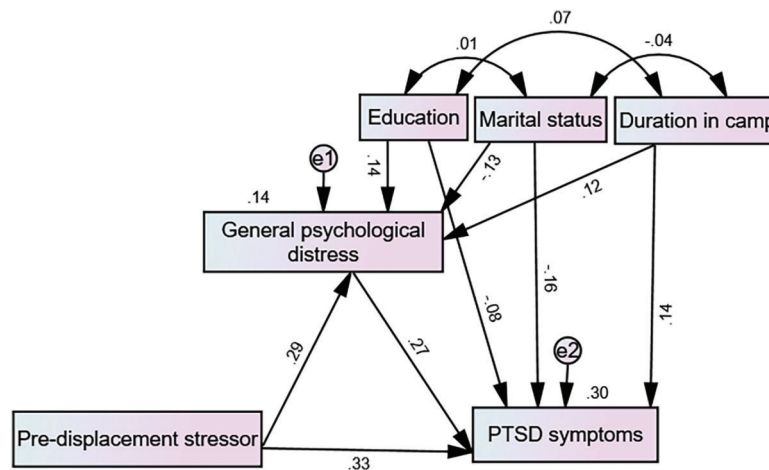 .07
.01
-.04
Education
Marital status
Duration in camp
e1
.14
-.13
.14
.12
General psychological
distress
-.16
-.08
.14
.29
.27
e2
.30
Pre-displacement stressor
PTSD symptoms
.33